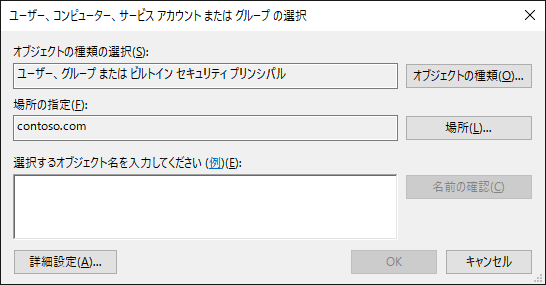 ユーザー、コンピューター、サービス アカウント または グループ の選択
オブジェクトの種類の選択(S):
ユーザー、グループ または ビルトイン セキュリティ プリンシパル
オブジェクトの種類(O)...
場所の指定(F):
contoso.com
場所(L)...
選択するオブジェクト名を入力してください (例)(E):
名前の確認(C)
詳細設定(A)...
OK
キャンセル